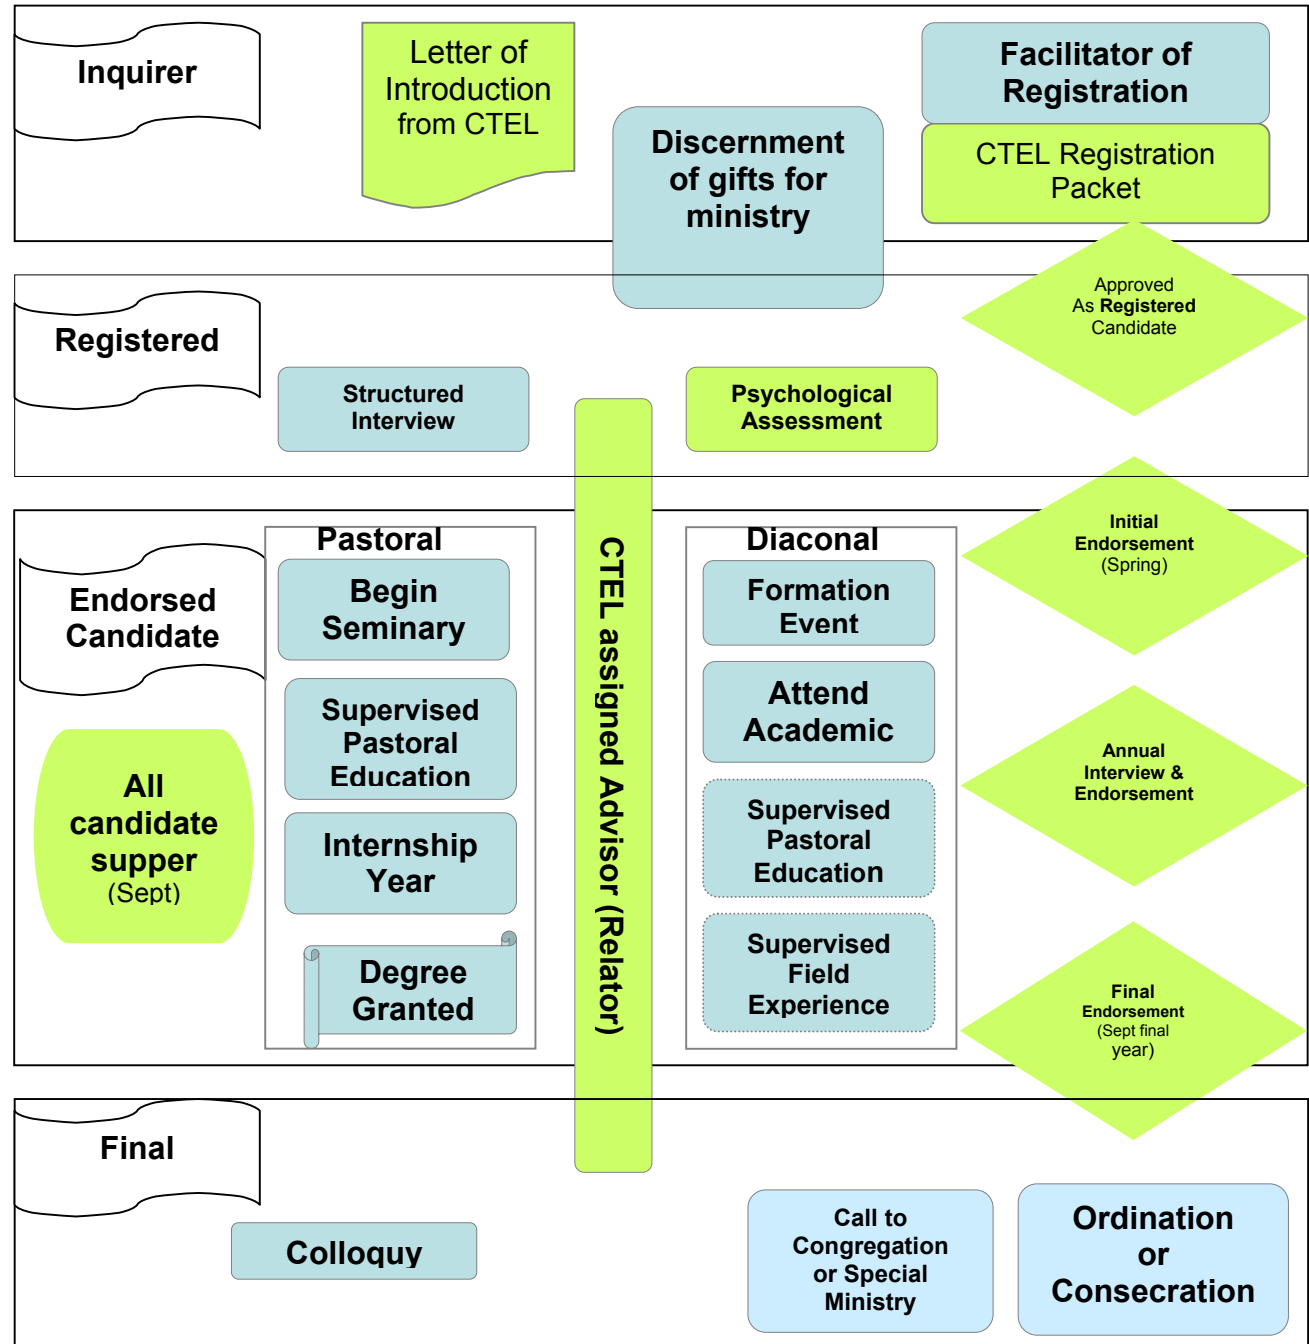 Inquirer
Letter of
Introduction
from CTEL
Discernment
of gifts for
ministry
Facilitator of
Registration
CTEL Registration
Packet
Registered
Approved
As Registered
Candidate
Structured
Interview
Psychological
Assessment
CTEL assigned Advisor (Relator)
Initial
Endorsement
(Spring)
Endorsed
Candidate
Pastoral
Begin
Seminary
Supervised
Pastoral
Education
Internship
Year
Degree
Granted
Diaconal
Formation
Event
Attend
Academic
Supervised
Pastoral
Education
Supervised
Field
Experience
Annual
Interview &
Endorsement
All
candidate
supper
(Sept)
Final
Endorsement
(Sept final
year)
Final
Colloquy
Call to
Congregation
or Special
Ministry
Ordination
or
Consecration